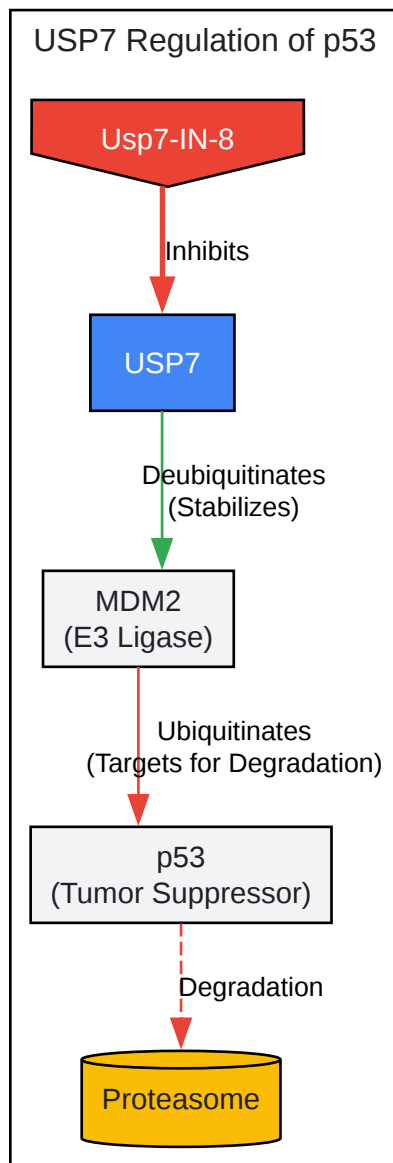 USP7 Regulation of p53
Usp7-IN-8
Inhibits
USP7
Deubiquitinates
(Stabilizes)
MDM2
(E3 Ligase)
Ubiquitinates
(Targets for Degradation)
p53
(Tumor Suppressor)
Degradation
Proteasome